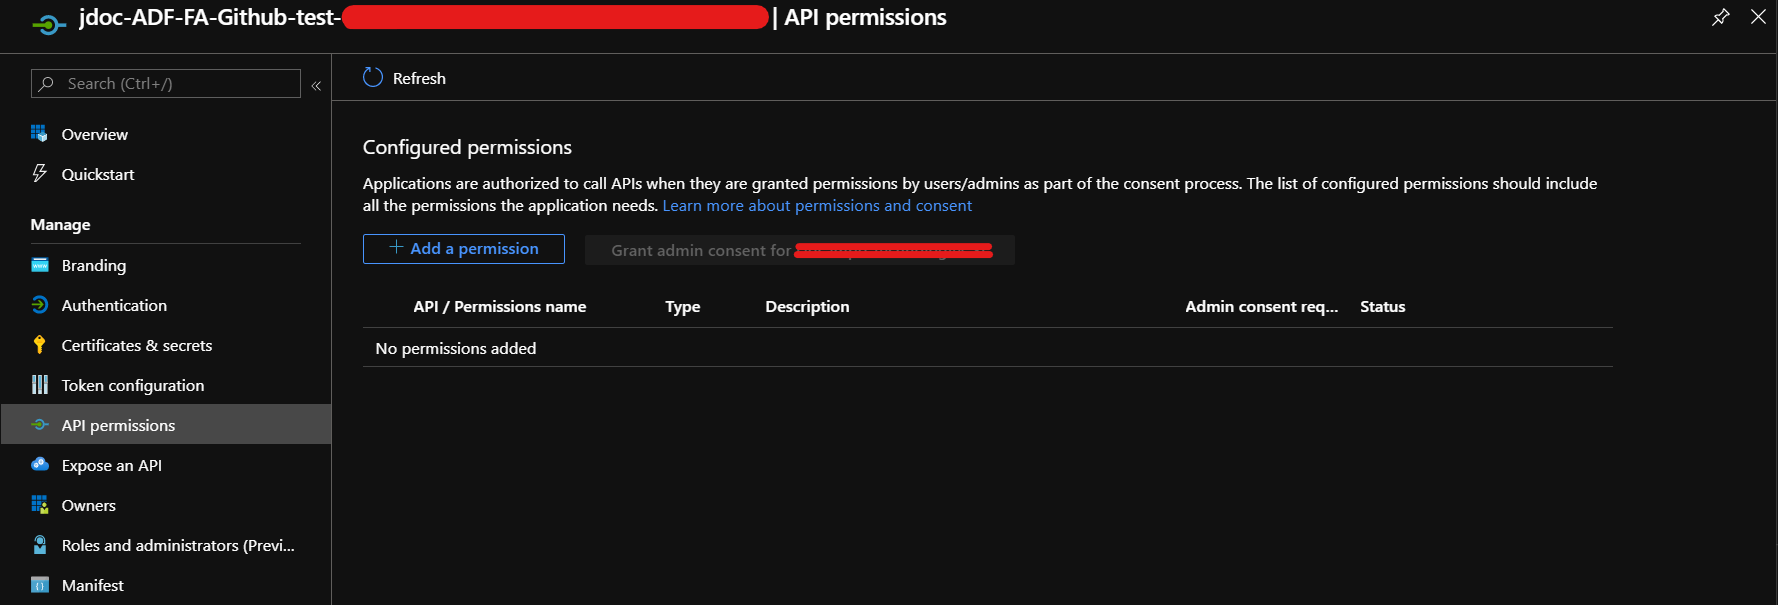 jdoc-ADF-FA-Github-test- | API permissions
Search (Ctrl+/)
«
Refresh
Overview
Quickstart
Manage
Branding
Authentication
Certificates & secrets
Token configuration
API permissions
Expose an API
Owners
Roles and administrators (Previ...
Manifest
Configured permissions
Applications are authorized to call APIs when they are granted permissions by users/admins as part of the consent process. The list of configured permissions should include
all the permissions the application needs. Learn more about permissions and consent
+ Add a permission
Grant admin consent for
API / Permissions name Type Description Admin consent req... Status
No permissions added